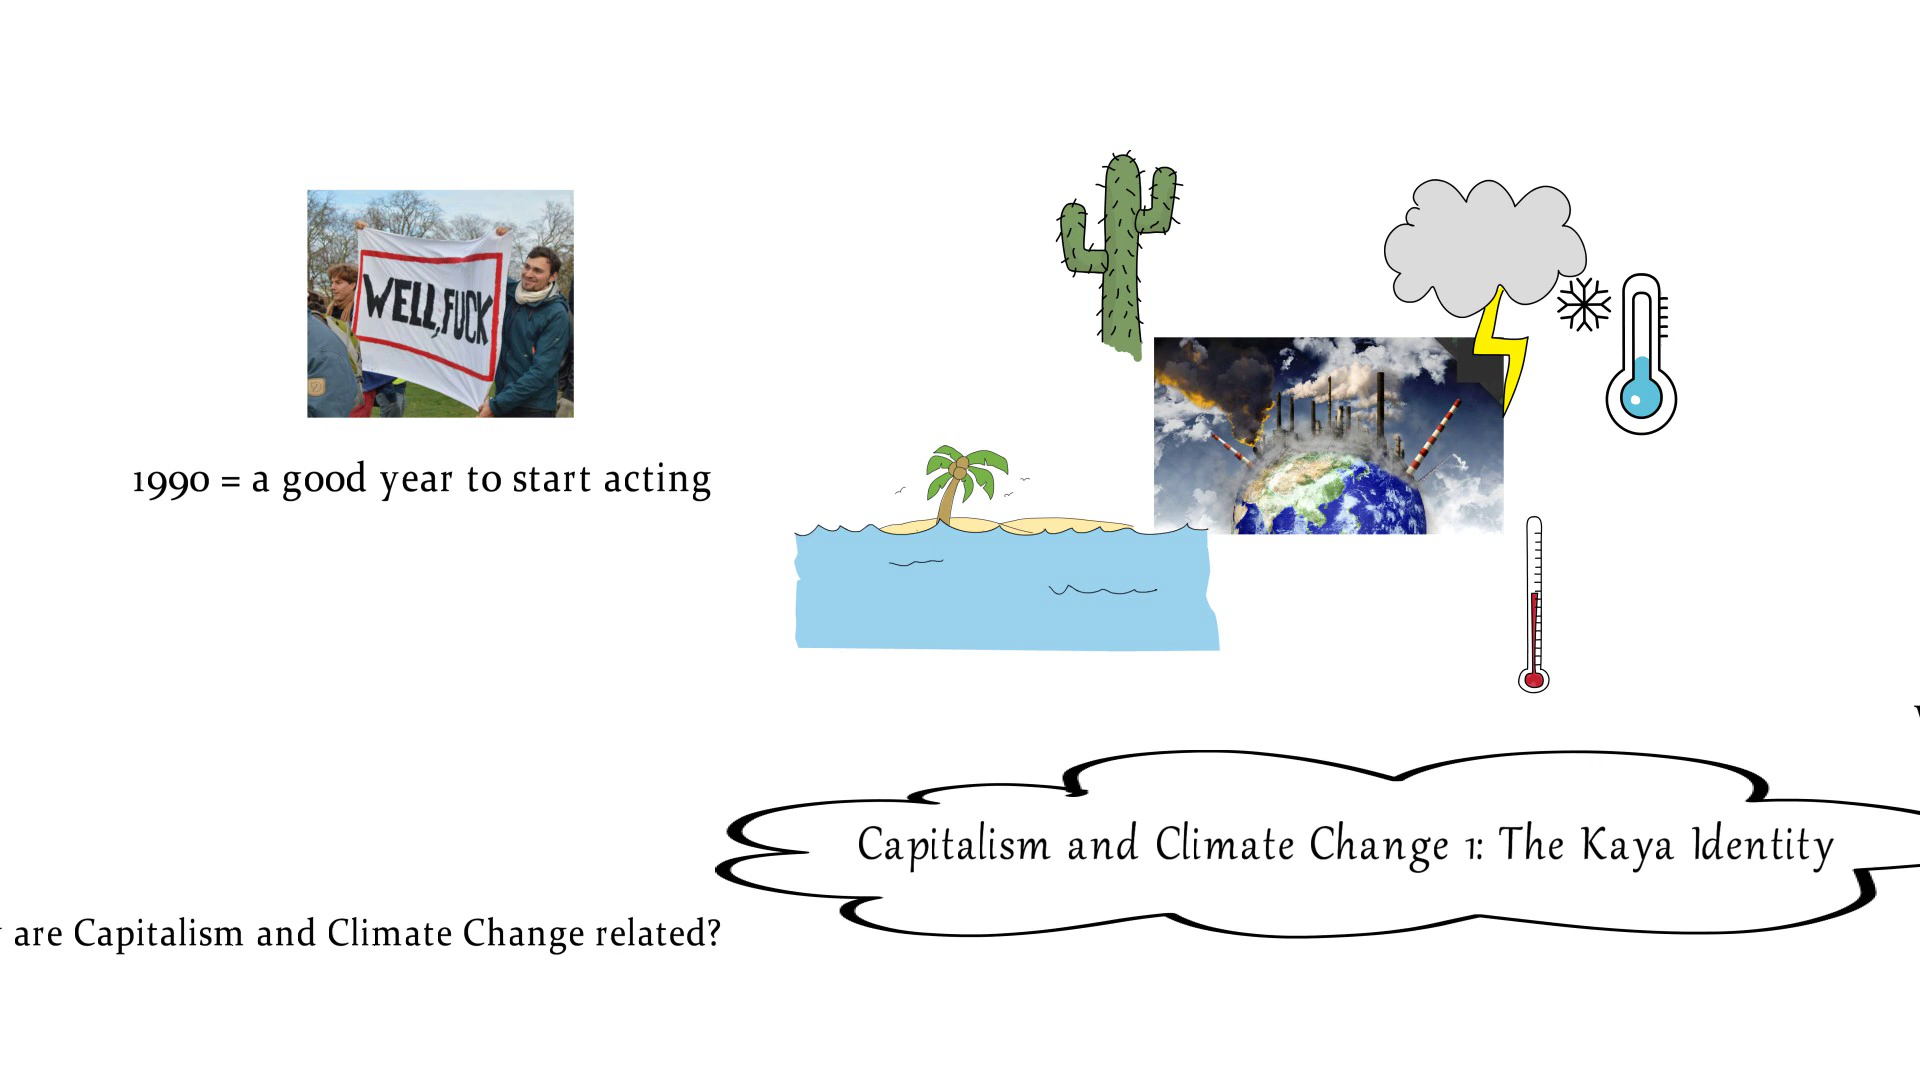 WELL, FUCK
1990 = a good year to start acting
Capitalism and Climate Change 1: The Kaya Identity
are Capitalism and Climate Change related?